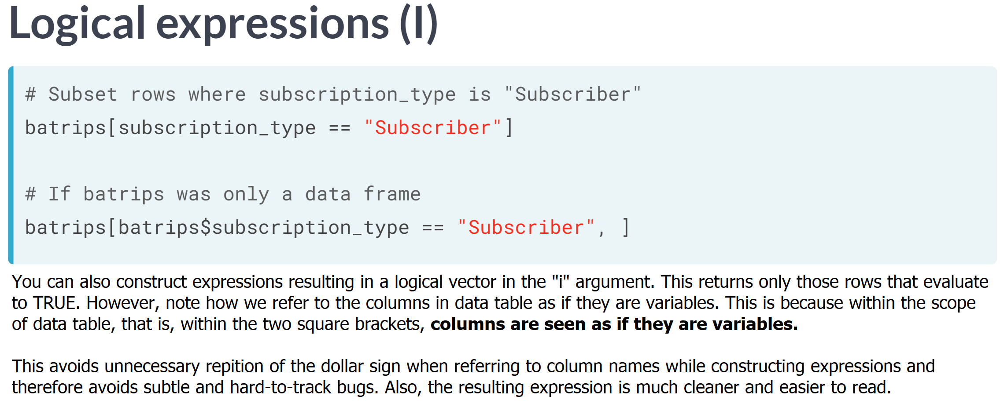 Logical expressions (I)
# Subset rows where subscription_type is "Subscriber"
batrips[subscription_type == "Subscriber"]
# If batrips was only a data frame
batrips[batrips$subscription_type == "Subscriber", ]
You can also construct expressions resulting in a logical vector in the "i" argument. This returns only those rows that evaluate
to TRUE. However, note how we refer to the columns in data table as if they are variables. This is because within the scope
of data table, that is, within the two square brackets, columns are seen as if they are variables.
This avoids unnecessary repition of the dollar sign when referring to column names while constructing expressions and
therefore avoids subtle and hard-to-track bugs. Also, the resulting expression is much cleaner and easier to read.